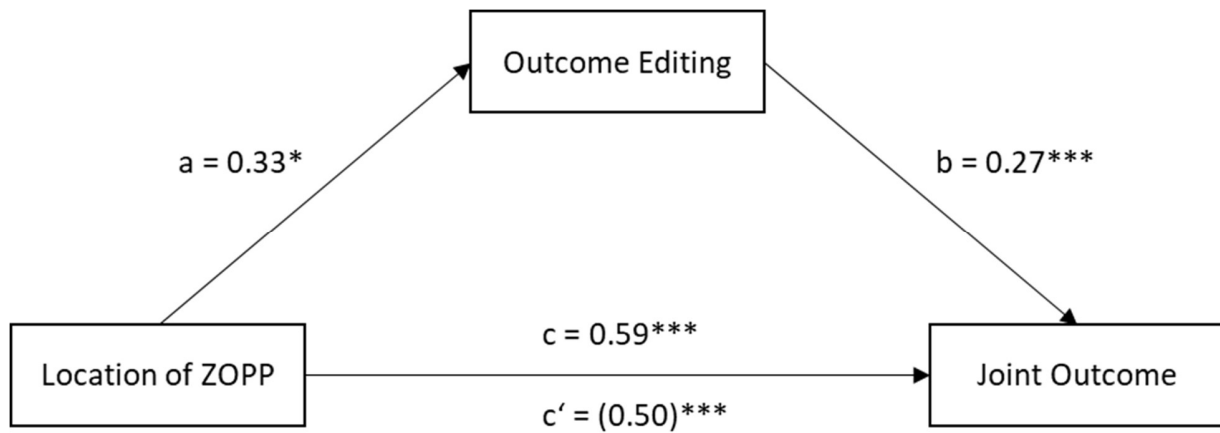 Outcome Editing
a = 0.33*
b = 0.27***
c = 0.59***
Location of ZOPP
Joint Outcome
c‘ = (0.50)***